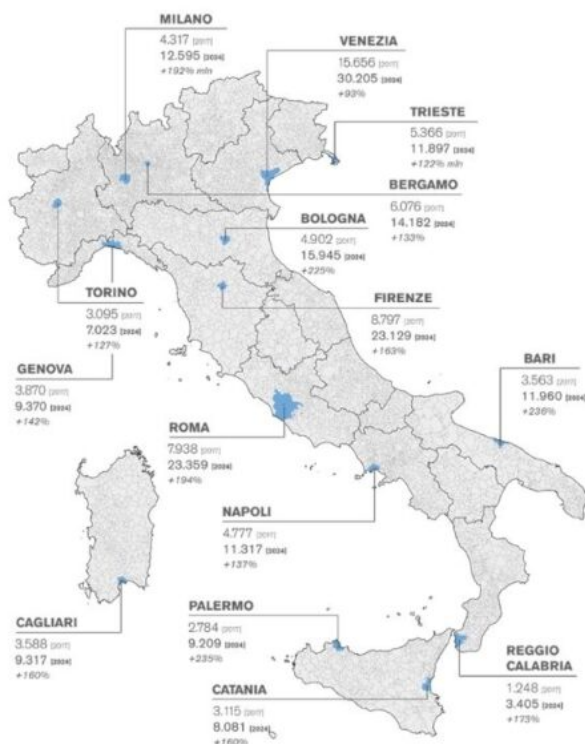 MILANO
4.317 [2017]
12.595 [2024]
+192% mln
VENEZIA
15.656 [2017]
30.205 [2024]
+93%
TRIESTE
5.366 [2017]
11.897 [2024]
+122% mln
BERGAMO
6.076 [2017]
14.182 [2024]
+133%
BOLOGNA
4.902 [2017]
15.945 [2024]
+225%
TORINO
3.095 [2017]
7.023 [2024]
+127%
FIRENZE
8.797 [2017]
23.129 [2024]
+163%
GENOVA
3.870 [2017]
9.370 [2024]
+142%
BARI
3.563 [2017]
11.960 [2024]
+236%
ROMA
7.938 [2017]
23.359 [2024]
+194%
NAPOLI
4.777 [2017]
11.317 [2024]
+137%
CAGLIARI
3.588 [2017]
9.317 [2024]
+160%
PALERMO
2.784 [2017]
9.209 [2024]
+235%
REGGIO
CALABRIA
1.248 [2017]
3.405 [2024]
+173%
CATANIA
3.115 [2017]
8.081 [2024]
+160%